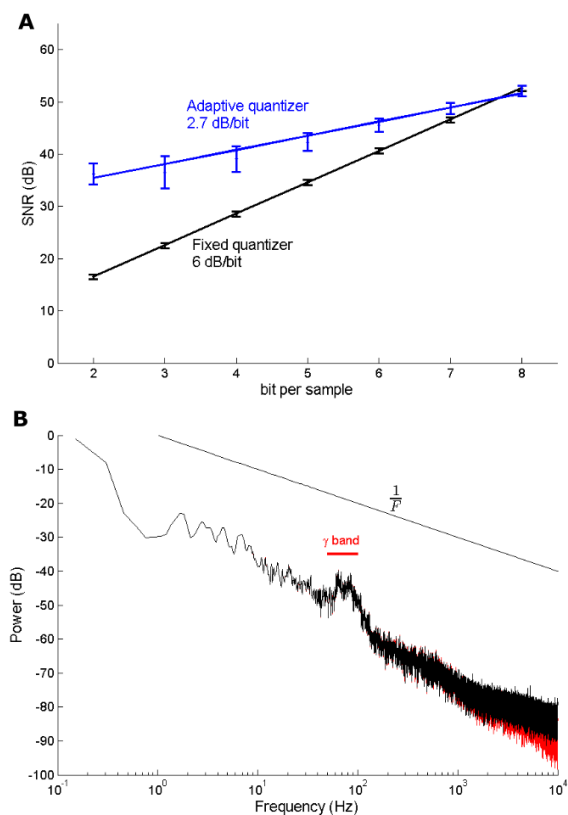 A
60
50
40
30
20
10
0
SNR (dB)
Adaptive quantizer
2.7 dB/bit
Fixed quantizer
6 dB/bit
2 3 4 5 6 7 8
bit per sample
B
0
-10
-20
-30
-40
-50
-60
-70
-80
-90
-100
Power (dB)
1/F
γ band
10^-1 10^0 10^1 10^2 10^3 10^4
Frequency (Hz)